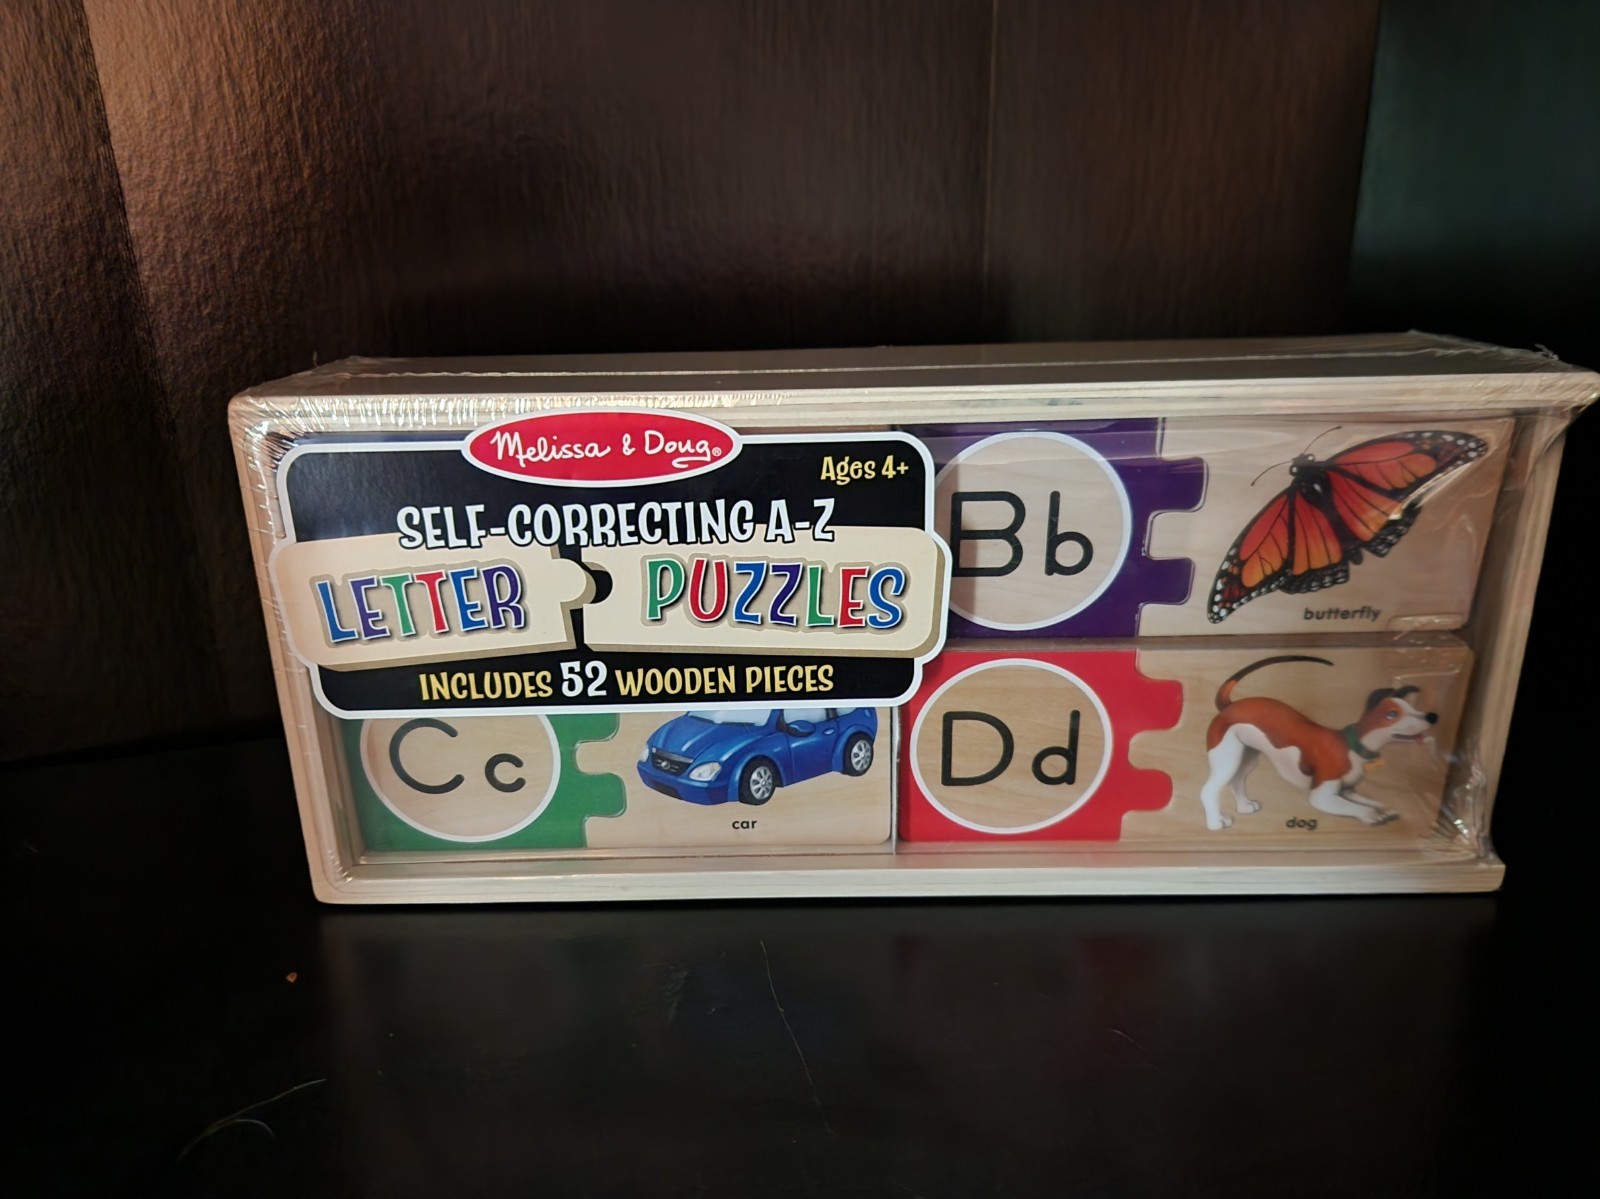 Melissa & Doug®
Ages 4+
SELF-CORRECTING A-Z
LETTER PUZZLES
INCLUDES 52 WOODEN PIECES
Bb
butterfly
Cc
car
Dd
dog